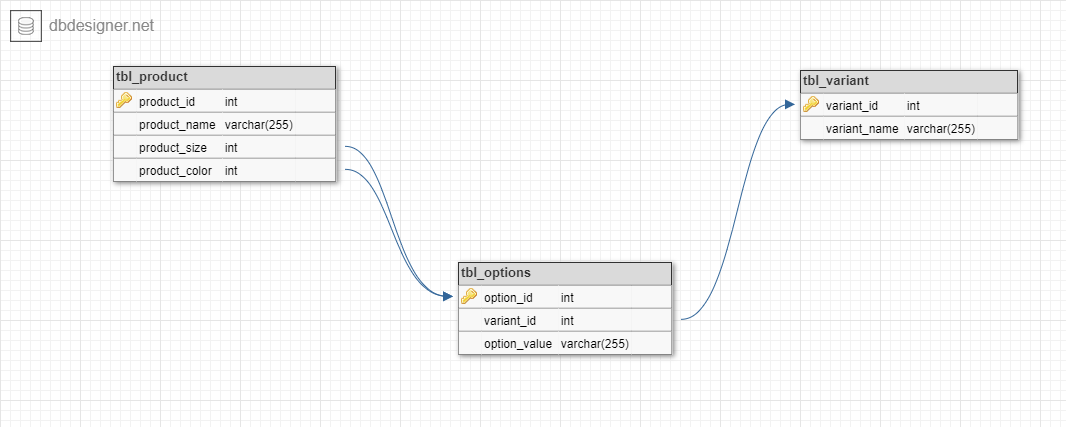 dbdesigner.net
tbl_product
product_id int
product_name varchar(255)
product_size int
product_color int
tbl_variant
variant_id int
variant_name varchar(255)
tbl_options
option_id int
variant_id int
option_value varchar(255)